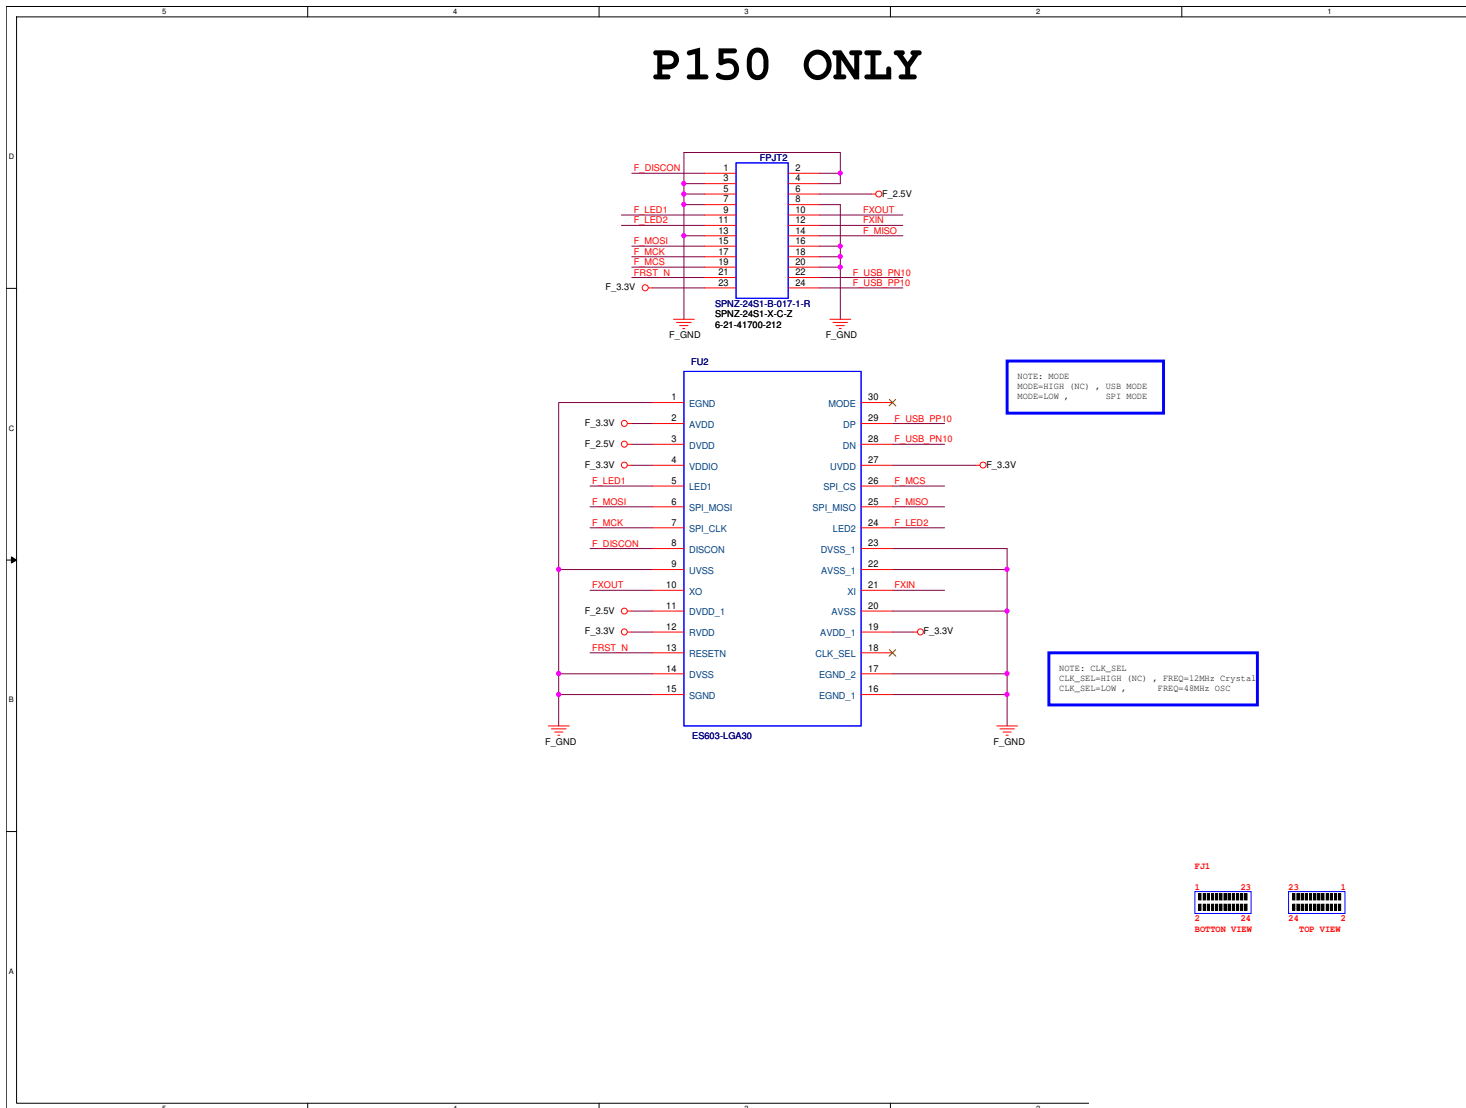 5 4 3 2 1
P150 ONLY
D
FPJT2
F_DISCON 1 2
3 4
5 6 F_2.5V
7 8
F_LED1 9 10 FXOUT
F_LED2 11 12 FXIN
13 14 F_MISO
F_MOSI 15 16
F_MCK 17 18
F_MCS 19 20
FRST_N 21 22 F_USB_PN10
F_3.3V 23 24 F_USB_PP10
SPNZ-24S1-B-017-1-R
SPNZ-24S1-X-C-Z
6-21-41700-212
F_GND F_GND
FU2
NOTE: MODE
MODE=HIGH (NC) , USB MODE
MODE=LOW , SPI MODE
C
1 EGND MODE 30
F_3.3V 2 AVDD DP 29 F_USB_PP10
F_2.5V 3 DVDD DN 28 F_USB_PN10
F_3.3V 4 VDDIO UVDD 27 F_3.3V
F_LED1 5 LED1 SPI_CS 26 F_MCS
F_MOSI 6 SPI_MOSI SPI_MISO 25 F_MISO
F_MCK 7 SPI_CLK LED2 24 F_LED2
F_DISCON 8 DISCON DVSS_1 23
9 UVSS AVSS_1 22
FXOUT 10 XO XI 21 FXIN
F_2.5V 11 DVDD_1 AVSS 20
F_3.3V 12 RVDD AVDD_1 19 F_3.3V
FRST_N 13 RESETN CLK_SEL 18
14 DVSS EGND_2 17
15 SGND EGND_1 16
ES603-LGA30
F_GND F_GND
NOTE: CLK_SEL
CLK_SEL=HIGH (NC) , FREQ=12MHz Crystal
CLK_SEL=LOW , FREQ=48MHz OSC
B
FJ1
1 23 23 1
2 24 24 2
BOTTON VIEW TOP VIEW
A